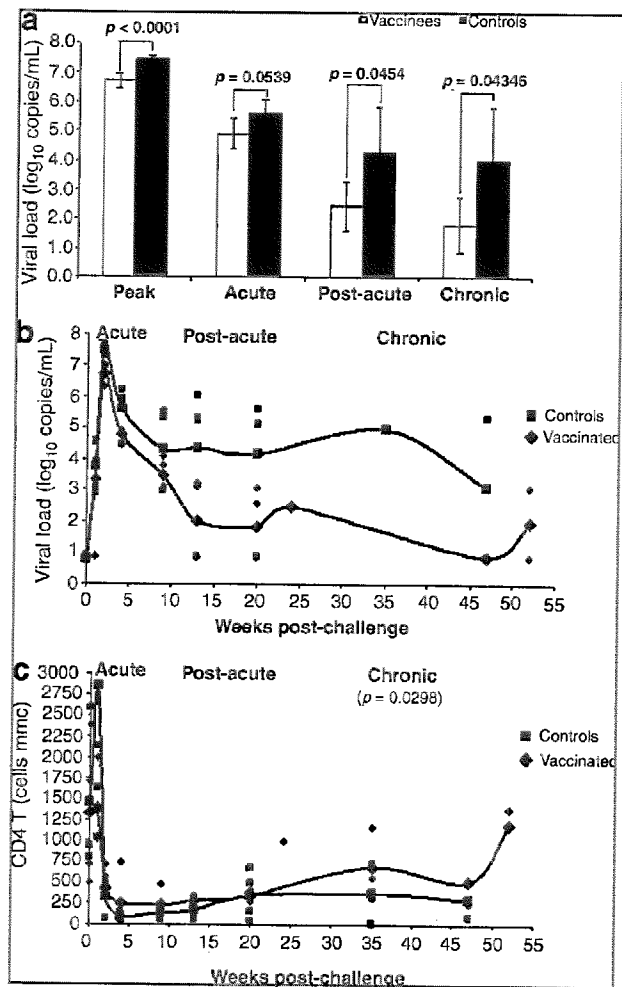 a
Vaccinees Controls
p < 0.0001
p = 0.0539
p = 0.0454
p = 0.04346
Viral load (log10 copies/mL)
8.0
7.0
6.0
5.0
4.0
3.0
2.0
1.0
0.0
Peak Acute Post-acute Chronic
b
Acute Post-acute Chronic
Viral load (log10 copies/mL)
8
7
6
5
4
3
2
1
0
Controls
Vaccinated
0 5 10 15 20 25 30 35 40 45 50 55
Weeks post-challenge
c
Acute Post-acute Chronic
(p = 0.0298)
CD4 T (cells mmc)
3000
2750
2500
2250
2000
1750
1500
1250
1000
750
500
250
0
Controls
Vaccinated
0 5 10 15 20 25 30 35 40 45 50 55
Weeks post-challenge